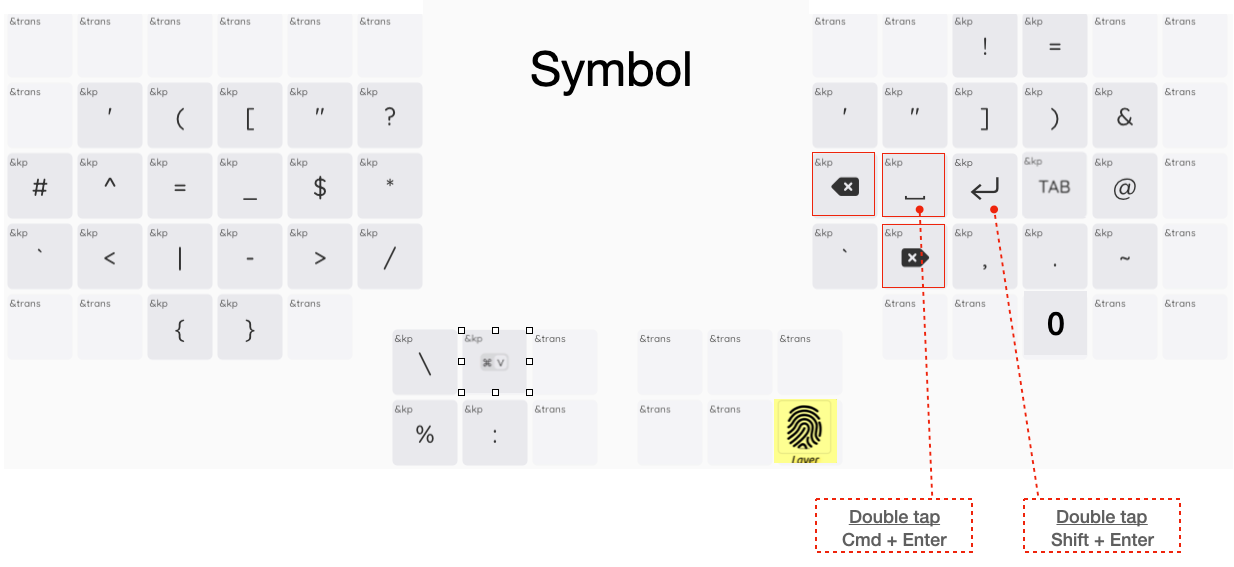 &trans &trans &trans &trans &trans &trans
Symbol
&trans &trans &kp ! &kp = &trans &trans
&trans &kp ' &kp ( &kp [ &kp " &kp ?
&kp ' &kp " &kp ] &kp ) &kp & &trans
&kp # &kp ^ &kp = &kp _ &kp $ &kp *
&kp &kp &kp &kp TAB &kp @ &trans
&kp ` &kp < &kp | &kp - &kp > &kp /
&kp ` &kp &kp , &kp . &kp ~ &trans
&trans &trans &kp { &kp } &trans
&trans &trans 0 &trans &trans
&kp \ &kp ⌘ V &trans
&trans &trans &trans
&kp % &kp : &trans
&trans &trans Layer
Double tap
Cmd + Enter
Double tap
Shift + Enter